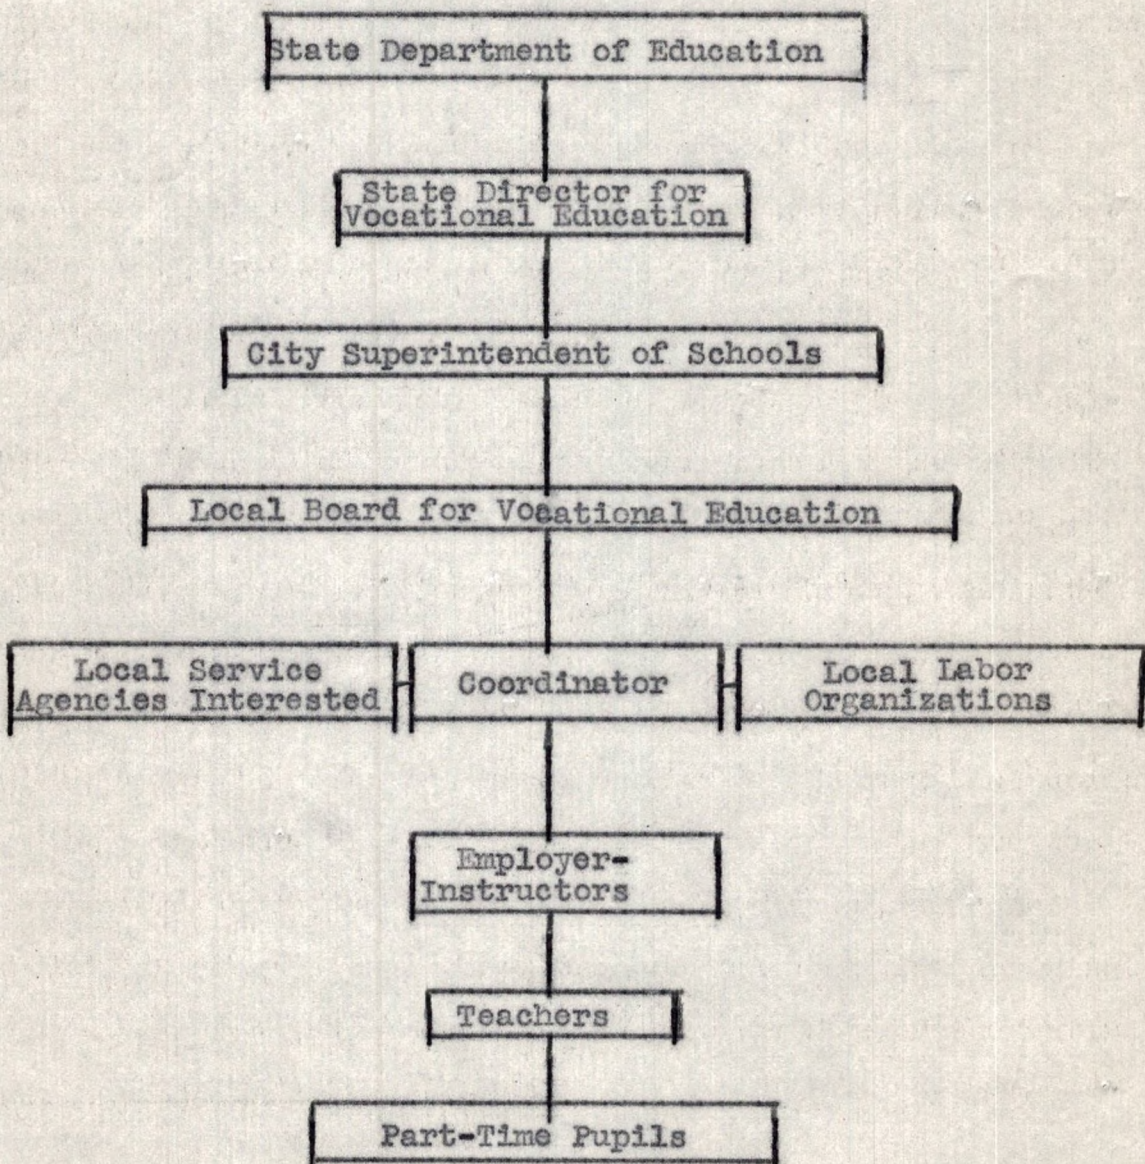 State Department of Education
State Director for
Vocational Education
City Superintendent of Schools
Local Board for Vocational Education
Local Service
Agencies Interested
Coordinator
Local Labor
Organizations
Employer-
Instructors
Teachers
Part-Time Pupils